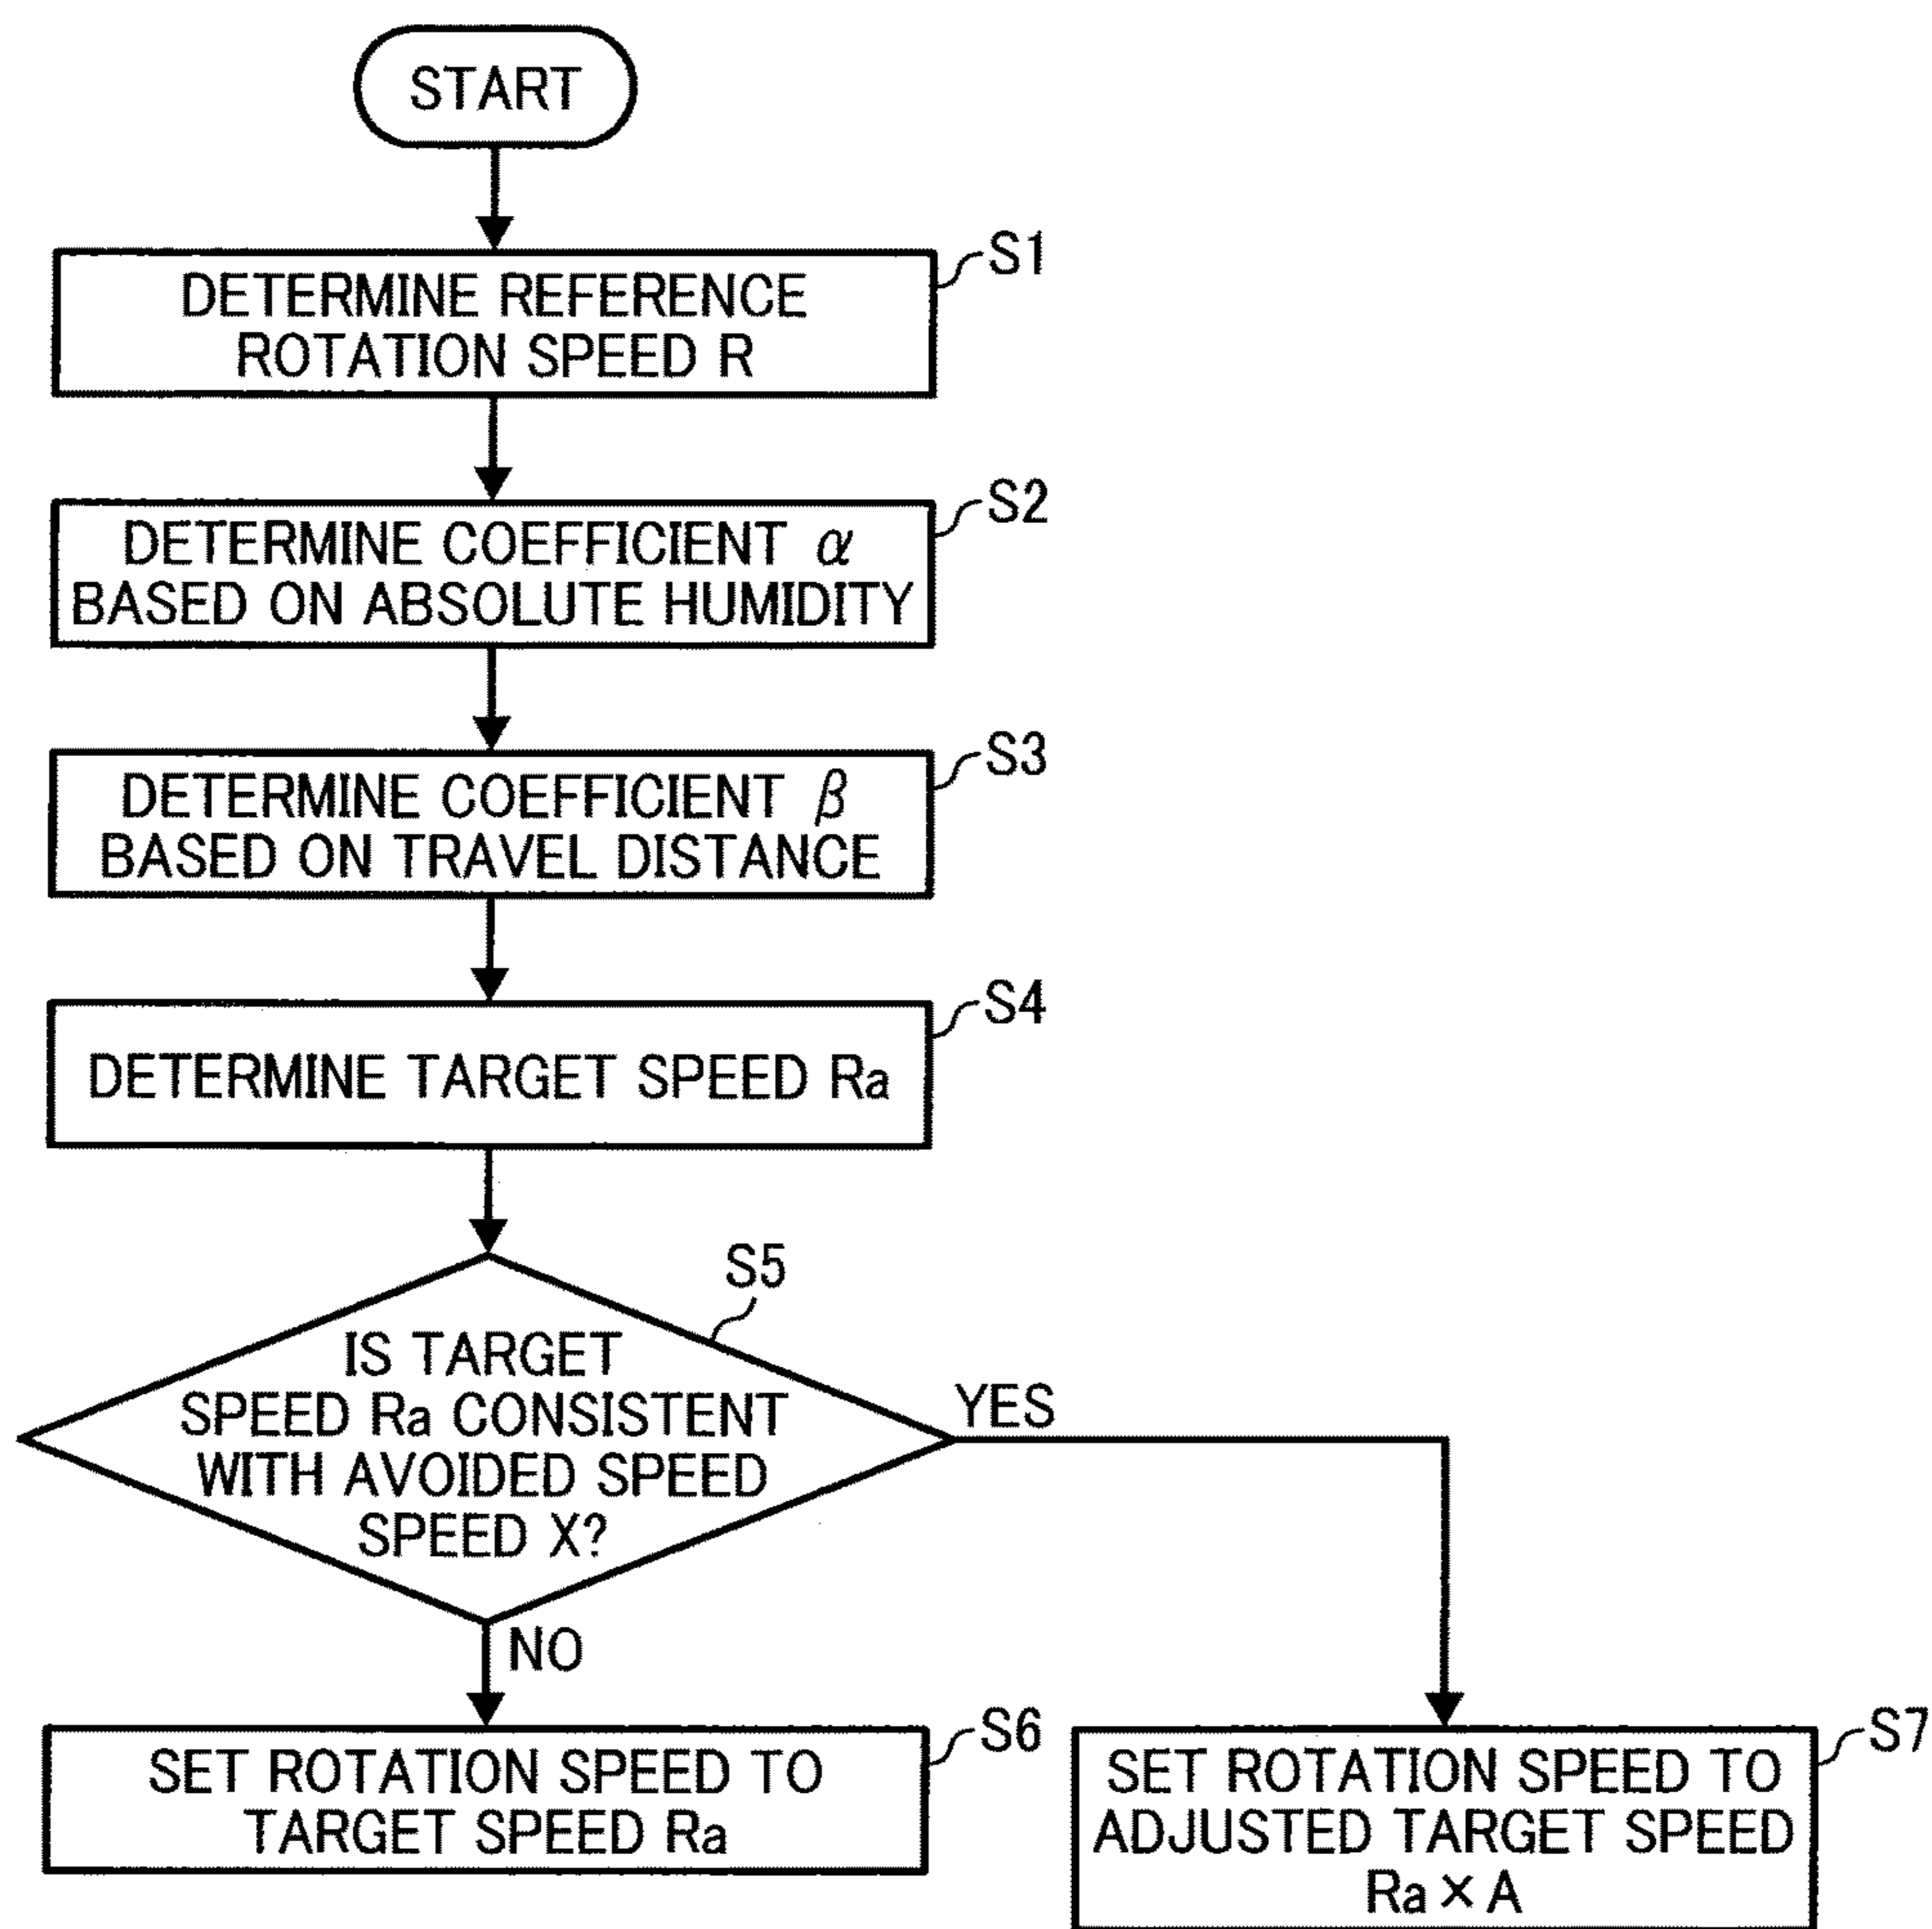 START
S1
DETERMINE REFERENCE
ROTATION SPEED R
S2
DETERMINE COEFFICIENT α
BASED ON ABSOLUTE HUMIDITY
S3
DETERMINE COEFFICIENT β
BASED ON TRAVEL DISTANCE
S4
DETERMINE TARGET SPEED Ra
S5
IS TARGET
SPEED Ra CONSISTENT
WITH AVOIDED SPEED
SPEED X?
YES
NO
S6
SET ROTATION SPEED TO
TARGET SPEED Ra
S7
SET ROTATION SPEED TO
ADJUSTED TARGET SPEED
Ra × A